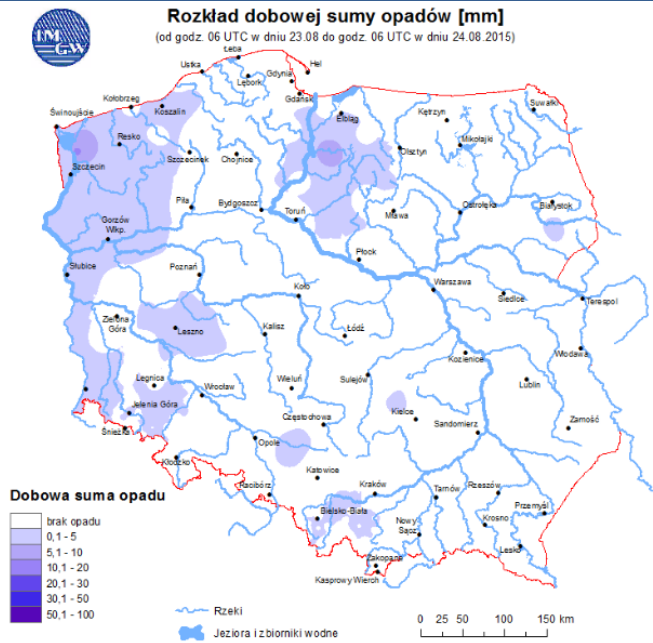 Rozkład dobowej sumy opadów [mm]
(od godz. 06 UTC w dniu 23.08 do godz. 06 UTC w dniu 24.08.2015)
IM
GW
Łeba
Hel
Ustka
Gdynia
Lębork
Gdańsk
Kołobrzeg
Koszalin
Suwałki
Świnoujście
Elbląg
Kętrzyn
Resko
Mikołajki
Szczecinek
Chojnice
Olsztyn
Szczecin
Piła
Bydgoszcz
Toruń
Mława
Ostrołęka
Białystok
Gorzów
Wlkp.
Płock
Słubice
Poznań
Koło
Warszawa
Siedlce
Terespol
Zielona
Góra
Leszno
Kalisz
Łódź
Kozienice
Włodawa
Legnica
Wrocław
Wieluń
Sulejów
Lublin
Jelenia Góra
Częstochowa
Kielce
Sandomierz
Zamość
Śnieżka
Opole
Kłodzko
Katowice
Racibórz
Kraków
Tarnów
Rzeszów
Bielsko-Biała
Przemyśl
Nowy
Sącz
Krosno
Lesko
Zakopane
Kasprowy Wierch
Dobowa suma opadu
brak opadu
0,1 - 5
5,1 - 10
10,1 - 20
20,1 - 30
30,1 - 50
50,1 - 100
Rzeki
Jeziora i zbiorniki wodne
0 25 50 100 150 km